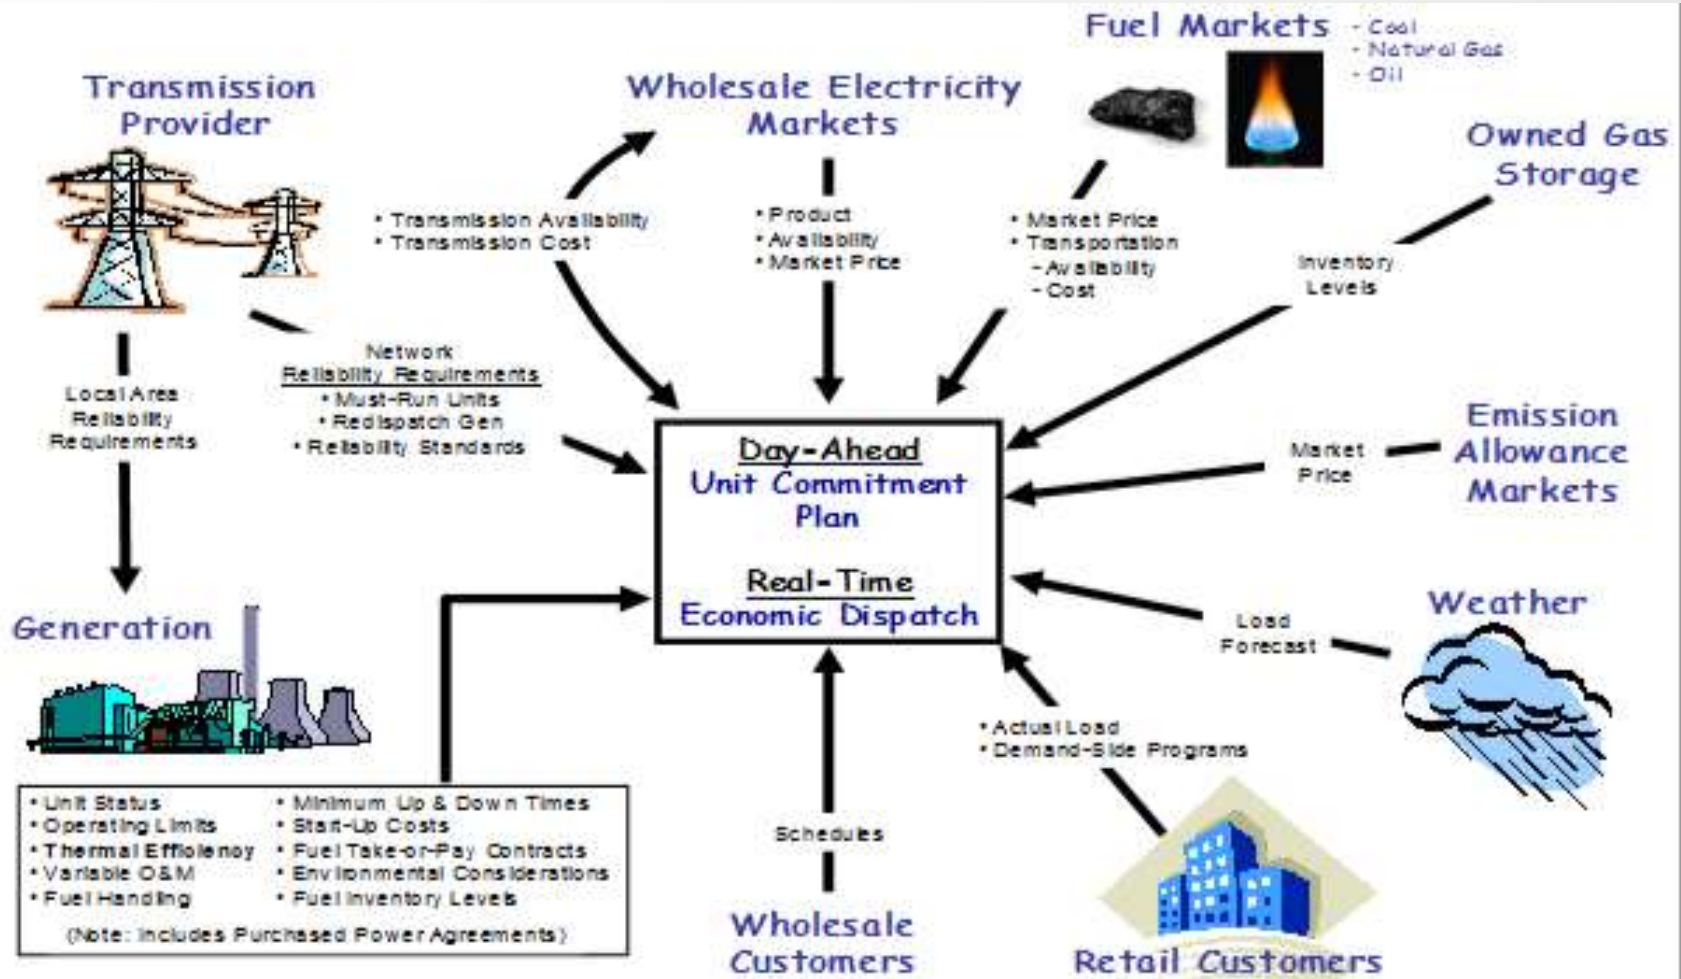 Fuel Markets
- Coal
- Natural Gas
- Oil
Transmission
Provider
Wholesale Electricity
Markets
Owned Gas
Storage
• Transmission Availability
• Transmission Cost
• Product
• Availability
• Market Price
• Market Price
• Transportation
- Availability
- Cost
Inventory
Levels
Network
Reliability Requirements
• Must-Run Units
• Redispatch Gen
• Reliability Standards
Local Area
Reliability
Requirements
Day-Ahead
Unit Commitment
Plan
Real-Time
Economic Dispatch
Market
Price
Emission
Allowance
Markets
Generation
Weather
Load
Forecast
• Actual Load
• Demand-Side Programs
• Unit Status
• Operating Limits
• Thermal Efficiency
• Variable O&M
• Fuel Handling
• Minimum Up & Down Times
• Start-Up Costs
• Fuel Take-or-Pay Contracts
• Environmental Considerations
• Fuel Inventory Levels
(Note: Includes Purchased Power Agreements)
Schedules
Wholesale
Customers
Retail Customers